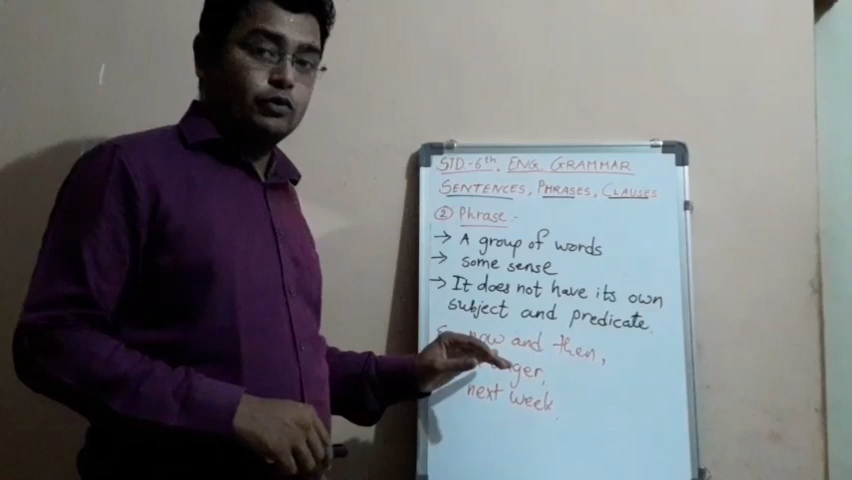 STD-6th, ENG. GRAMMAR
SENTENCES, PHRASES, CLAUSES
② Phrase:-
→ A group of words
→ some sense
→ It does not have its own
subject and predicate.
now and then,
next week.